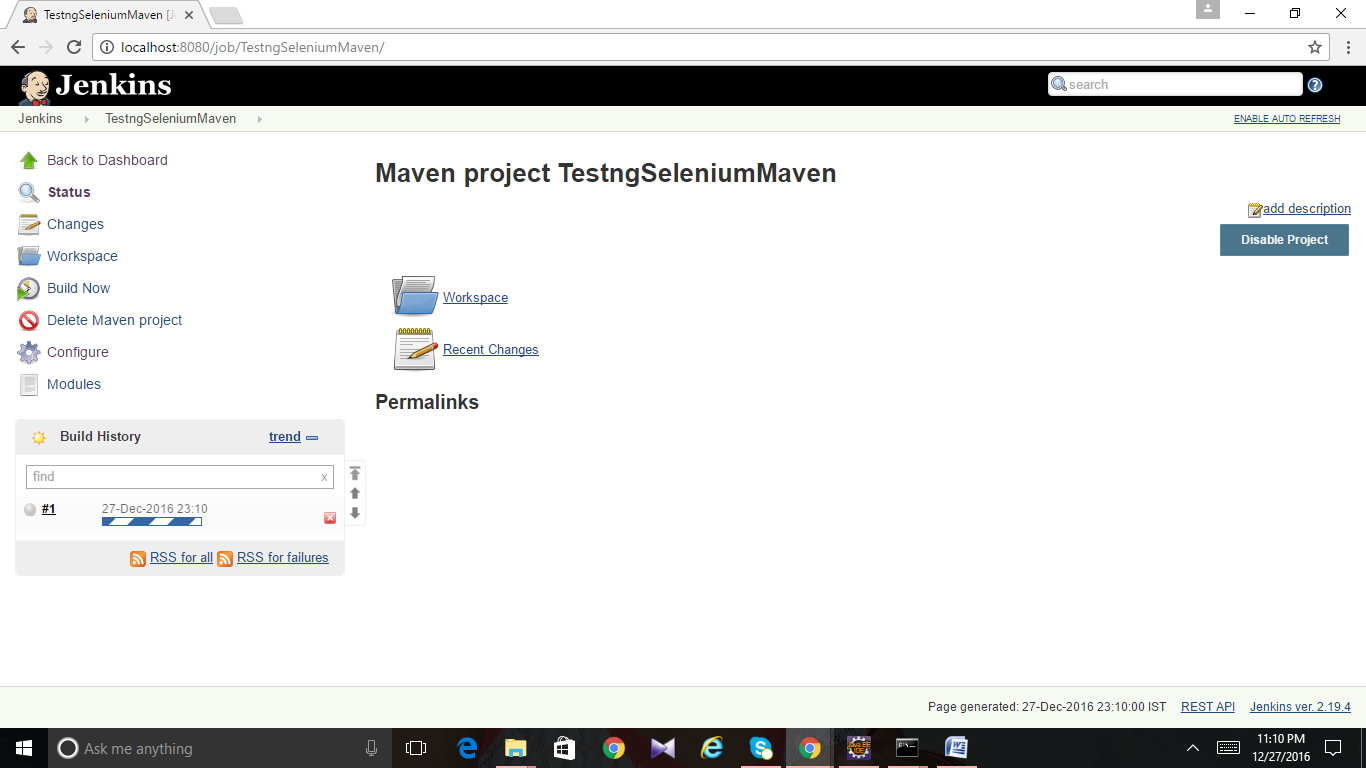 TestngSeleniumMaven [J
localhost:8080/job/TestngSeleniumMaven/
Jenkins
search
Jenkins TestngSeleniumMaven
ENABLE AUTO REFRESH
Back to Dashboard
Status
Changes
Workspace
Build Now
Delete Maven project
Configure
Modules
Maven project TestngSeleniumMaven
add description
Disable Project
Workspace
Recent Changes
Permalinks
Build History trend
find x
#1 27-Dec-2016 23:10
RSS for all RSS for failures
Page generated: 27-Dec-2016 23:10:00 IST REST API Jenkins ver. 2.19.4
Ask me anything
11:10 PM
12/27/2016